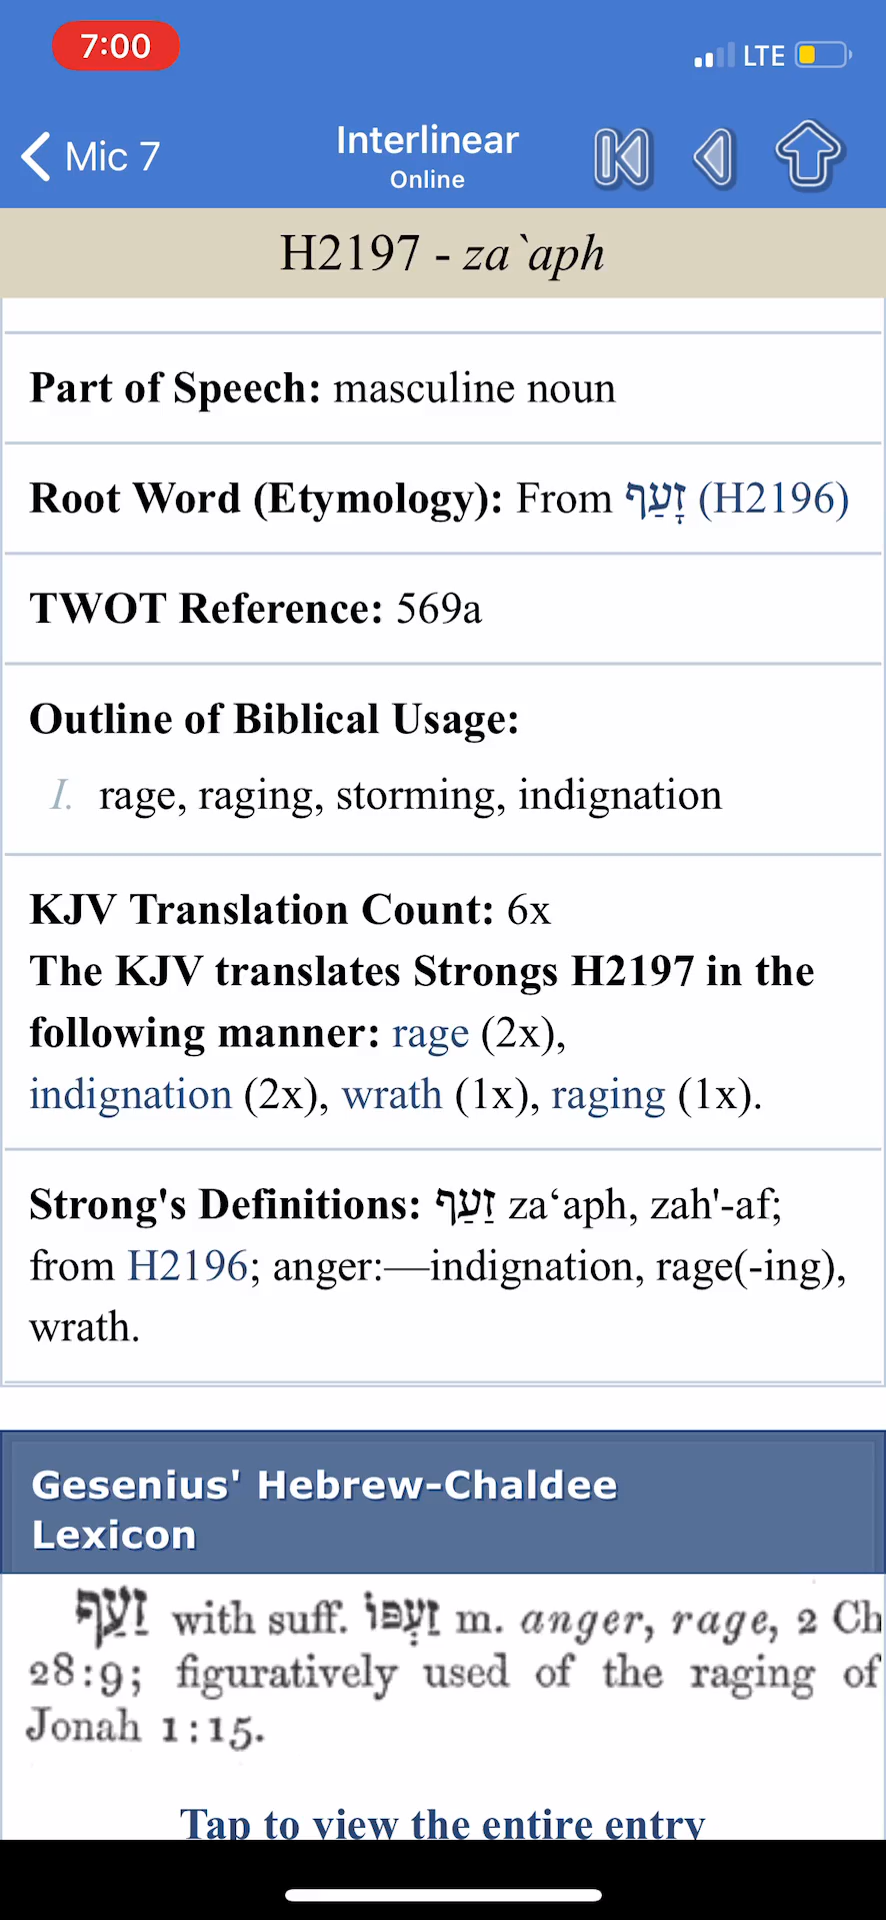 7:00
LTE
Mic 7
Interlinear
Online
H2197 - za`aph
Part of Speech: masculine noun
Root Word (Etymology): From זָעַף (H2196)
TWOT Reference: 569a
Outline of Biblical Usage:
I. rage, raging, storming, indignation
KJV Translation Count: 6x
The KJV translates Strongs H2197 in the
following manner: rage (2x),
indignation (2x), wrath (1x), raging (1x).
Strong's Definitions: זַעַף zaʻaph, zah'-af;
from H2196; anger:—indignation, rage(-ing),
wrath.
Gesenius' Hebrew-Chaldee
Lexicon
זַעַף with suff. זַעְפּוֹ m. anger, rage, 2 Ch
28:9; figuratively used of the raging of
Jonah 1:15.
Tap to view the entire entry